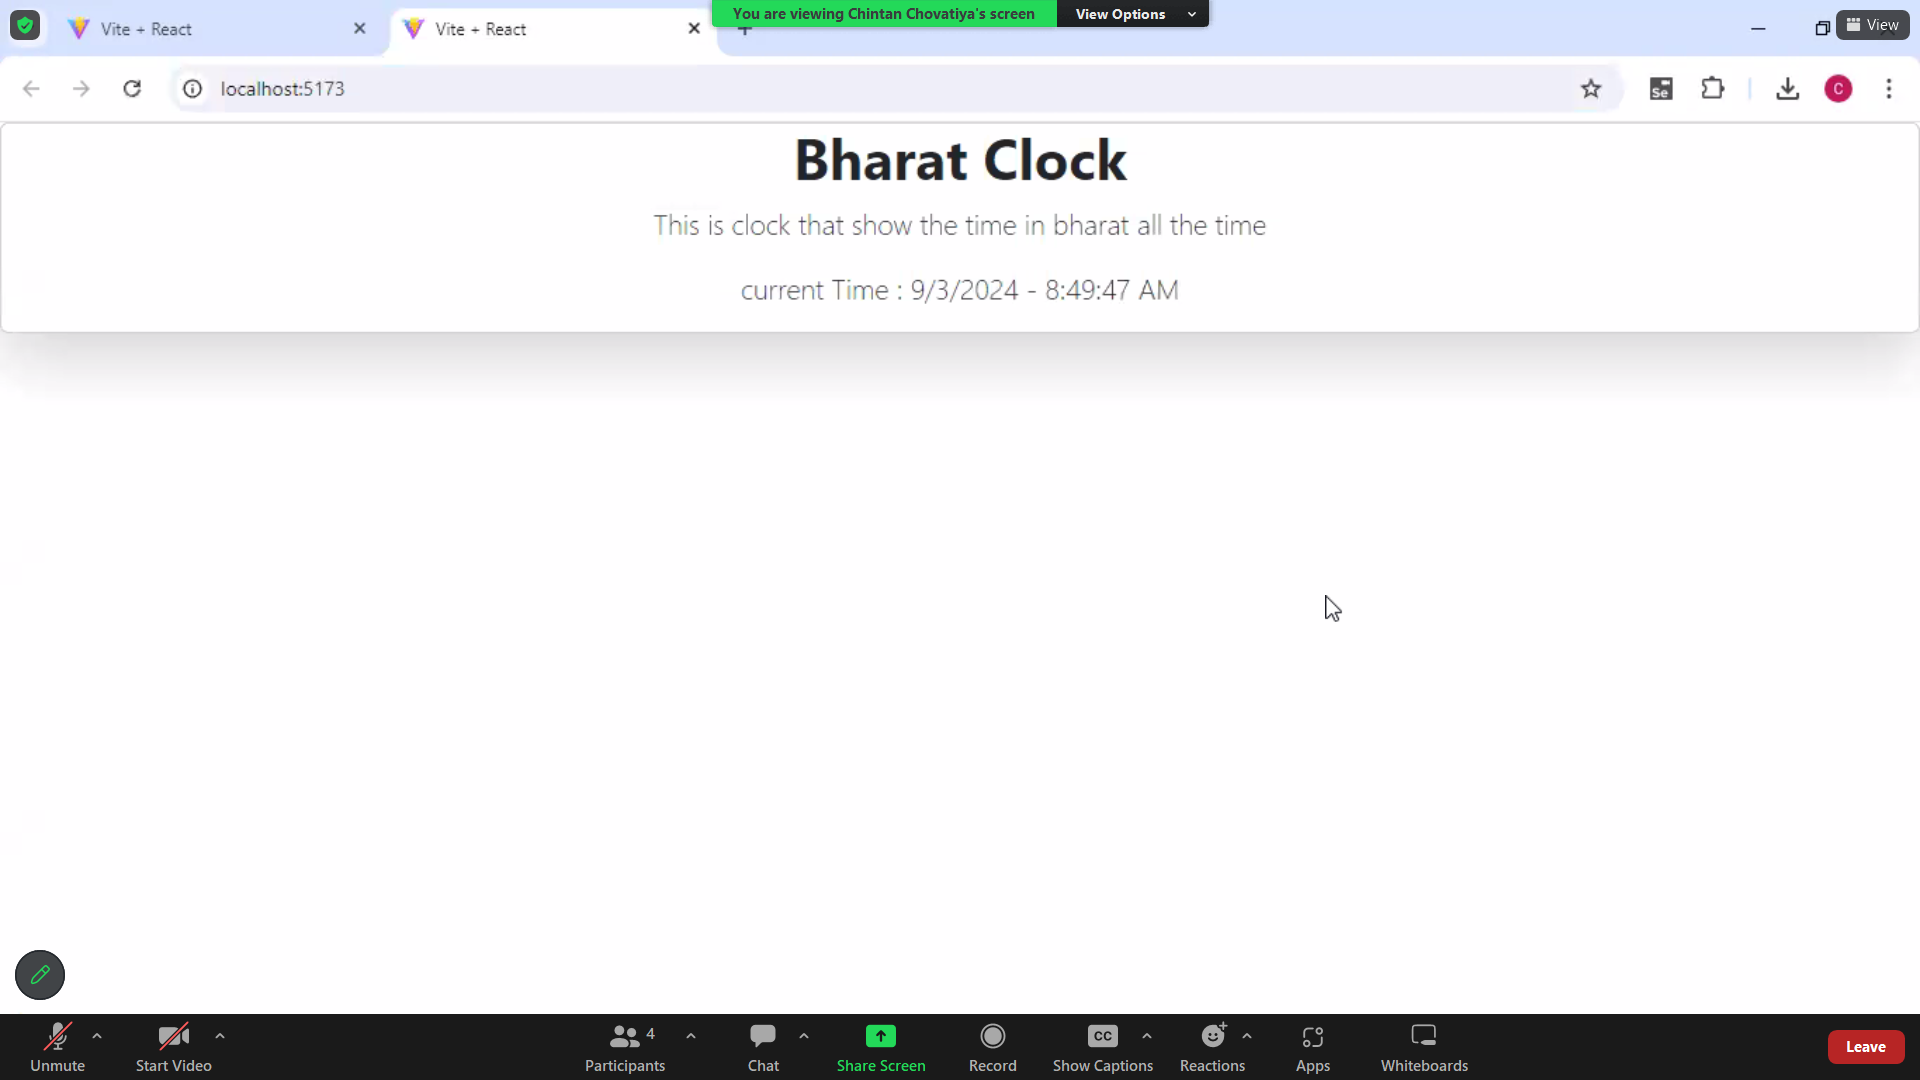 Vite + React
Vite + React
You are viewing Chintan Chovatiya's screen
View Options
View
localhost:5173
Se
C
Bharat Clock
This is clock that show the time in bharat all the time
current Time : 9/3/2024 - 8:49:47 AM
Unmute
Start Video
4
Participants
Chat
Share Screen
Record
CC
Show Captions
Reactions
Apps
Whiteboards
Leave